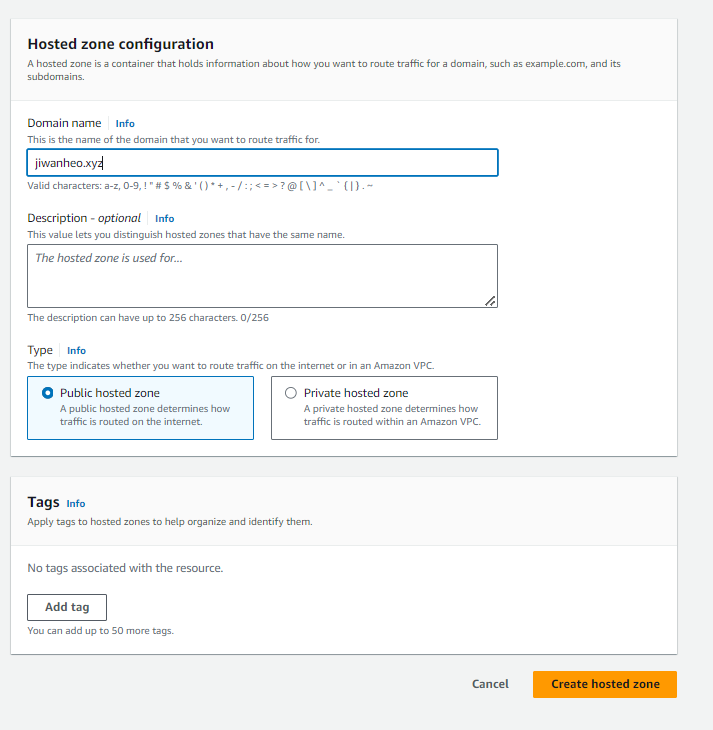 Hosted zone configuration
A hosted zone is a container that holds information about how you want to route traffic for a domain, such as example.com, and its
subdomains.
Domain name Info
This is the name of the domain that you want to route traffic for.
jiwanheo.xyz
Valid characters: a-z, 0-9, ! " # $ % & ' ( ) * + , - / : ; < = > ? @ [ \ ] ^ _ ` { | } . ~
Description - optional Info
This value lets you distinguish hosted zones that have the same name.
The hosted zone is used for...
The description can have up to 256 characters. 0/256
Type Info
The type indicates whether you want to route traffic on the internet or in an Amazon VPC.
Public hosted zone
A public hosted zone determines how
traffic is routed on the internet.
Private hosted zone
A private hosted zone determines how
traffic is routed within an Amazon VPC.
Tags Info
Apply tags to hosted zones to help organize and identify them.
No tags associated with the resource.
Add tag
You can add up to 50 more tags.
Cancel
Create hosted zone